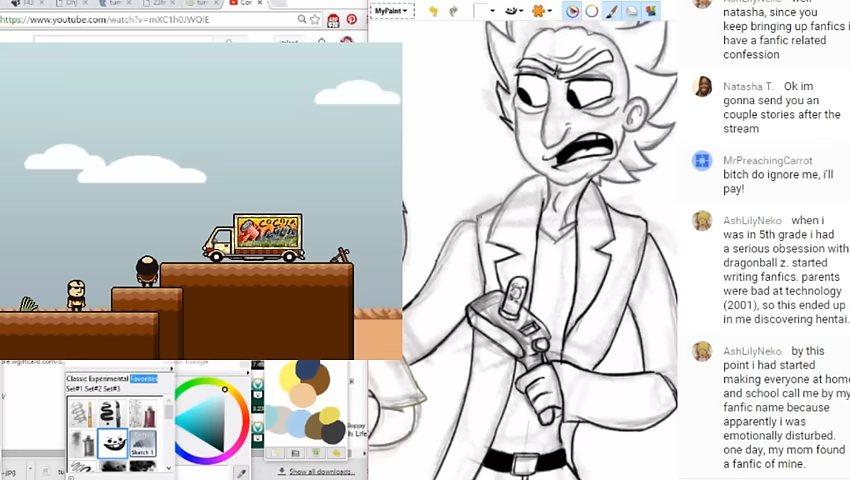 https://www.youtube.com/watch?v=mXC1h0JWQlE
MyPaint
natasha, since you
keep bringing up fanfics i
have a fanfic related
confession
Natasha T. Ok im
gonna send you an
couple stories after the
stream
MrPreachingCarrot
bitch do ignore me, i'll
pay!
AshLilyNeko when i
was in 5th grade i had
a serious obsession with
dragonball z. started
writing fanfics. parents
were bad at technology
(2001), so this ended up
in me discovering hentai.
AshLilyNeko by this
point i had started
making everyone at home
and school call me by my
fanfic name because
apparently i was
emotionally disturbed.
one day, my mom found
a fanfic of mine.
Classic Experimental Favorites
Set#1 Set#2 Set#3
Sketch 1
.jpg
Show all downloads...